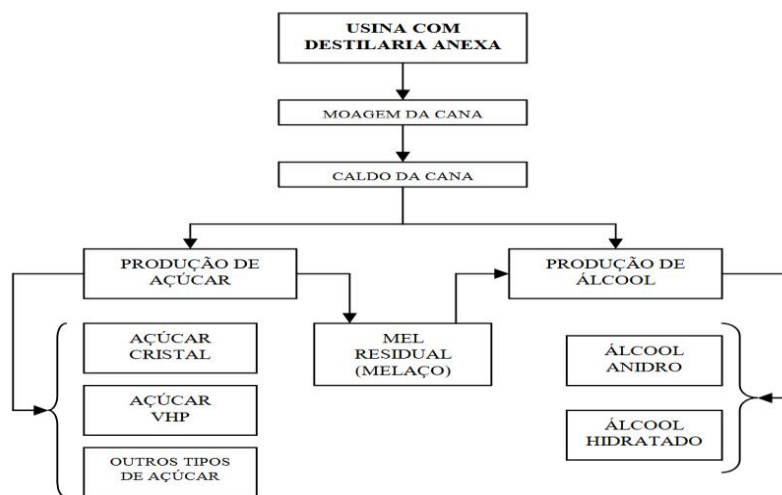 USINA COM
DESTILARIA ANEXA
MOAGEM DA CANA
CALDO DA CANA
PRODUÇÃO DE
AÇÚCAR
PRODUÇÃO DE
ÁLCOOL
MEL
RESIDUAL
(MELAÇO)
AÇÚCAR
CRISTAL
AÇÚCAR
VHP
OUTROS TIPOS
DE AÇÚCAR
ÁLCOOL
ANIDRO
ÁLCOOL
HIDRATADO